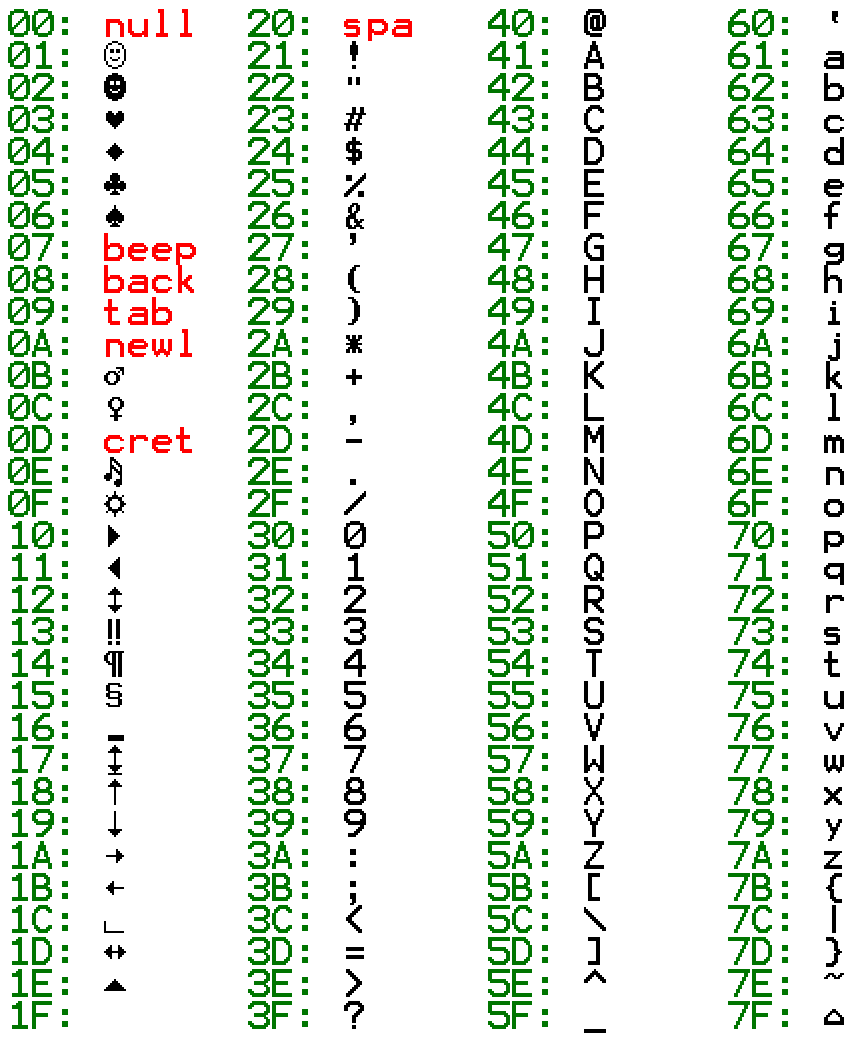 00: null 20: spa 40: @ 60: '
01: ☺ 21: ! 41: A 61: a
02: ☻ 22: " 42: B 62: b
03: ♥ 23: # 43: C 63: c
04: ♦ 24: $ 44: D 64: d
05: ♣ 25: % 45: E 65: e
06: ♠ 26: & 46: F 66: f
07: beep 27: ' 47: G 67: g
08: back 28: ( 48: H 68: h
09: tab 29: ) 49: I 69: i
0A: newl 2A: * 4A: J 6A: j
0B: ♂ 2B: + 4B: K 6B: k
0C: ♀ 2C: , 4C: L 6C: l
0D: cret 2D: - 4D: M 6D: m
0E: ♫ 2E: . 4E: N 6E: n
0F: ☼ 2F: / 4F: O 6F: o
10: ► 30: 0 50: P 70: p
11: ◄ 31: 1 51: Q 71: q
12: ↕ 32: 2 52: R 72: r
13: ‼ 33: 3 53: S 73: s
14: ¶ 34: 4 54: T 74: t
15: § 35: 5 55: U 75: u
16: ▬ 36: 6 56: V 76: v
17: ↨ 37: 7 57: W 77: w
18: ↑ 38: 8 58: X 78: x
19: ↓ 39: 9 59: Y 79: y
1A: → 3A: : 5A: Z 7A: z
1B: ← 3B: ; 5B: [ 7B: {
1C: ∟ 3C: < 5C: \ 7C: |
1D: ↔ 3D: = 5D: ] 7D: }
1E: ▲ 3E: > 5E: ^ 7E: ~
1F: 3F: ? 5F: _ 7F: ⌂